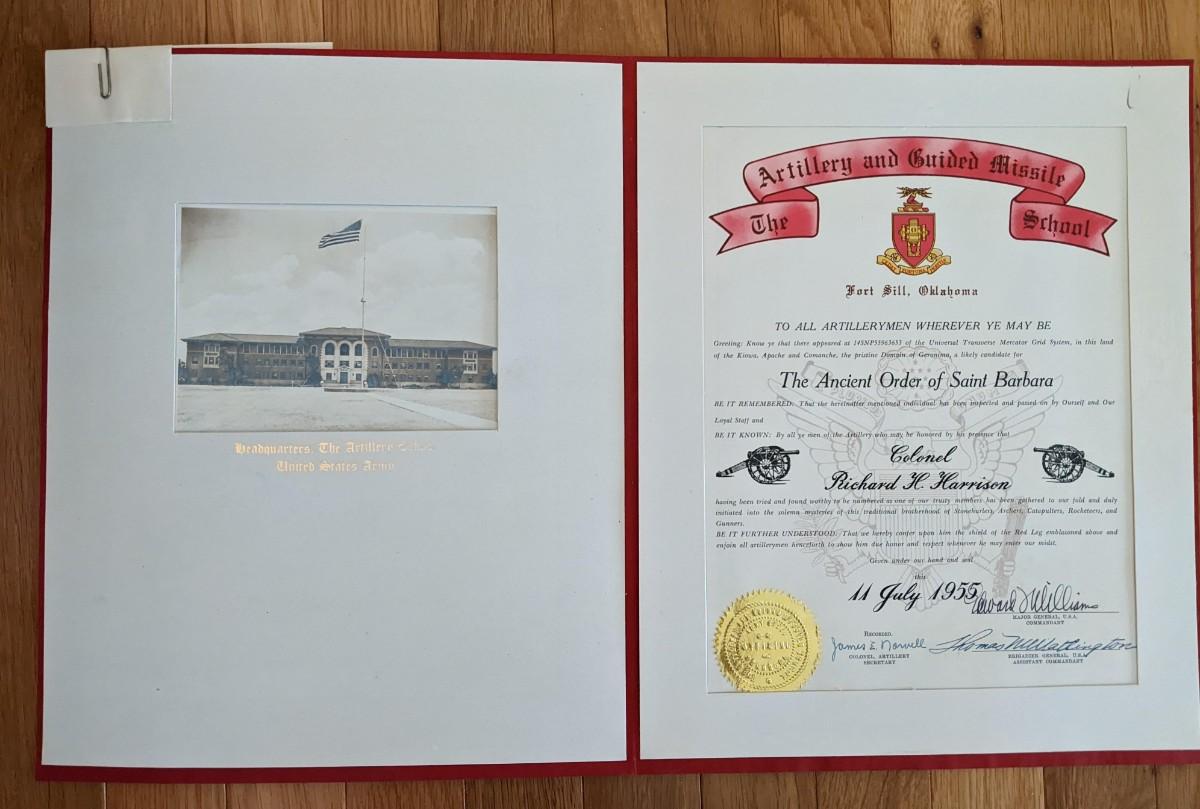 Headquarters, The Artillery School
United States Army
The Artillery and Guided Missile School
Fort Sill, Oklahoma
TO ALL ARTILLERYMEN WHEREVER YE MAY BE
Greeting: Know ye that there appeared at of the Universal Transverse Mercator Grid System, in this land
of the Kiowa, Apache and Comanche, the pristine Domain of Geronimo, a likely candidate for
The Ancient Order of Saint Barbara
BE IT REMEMBERED: That the hereinafter mentioned individual has been inspected and passed on by Ourself and Our
Loyal Staff and
BE IT KNOWN: By all ye men of the Artillery who may be honored by his presence that
Colonel
Richard H. Harrison
having been tried and found worthy to be numbered as one of our trusty members has been gathered to our fold and duly
initiated into the solemn mysteries of this traditional brotherhood of Stonehurlers, Archers, Catapulters, Rocketeers, and
Gunners.
BE IT FURTHER UNDERSTOOD: That we hereby confer upon him the shield of the Red Leg emblazoned above and
enjoin all artillerymen henceforth to show him due honor and respect whenever he may enter our midst.
Given under our hand and seal
this
11 July 1955
Edward T Williams
MAJOR GENERAL, U.S.A.
COMMANDANT
RECORDED.
James E. Norvell
COLONEL, ARTILLERY
SECRETARY
Thomas M Watlington
BRIGADIER GENERAL, U.S.A.
ASSISTANT COMMANDANT